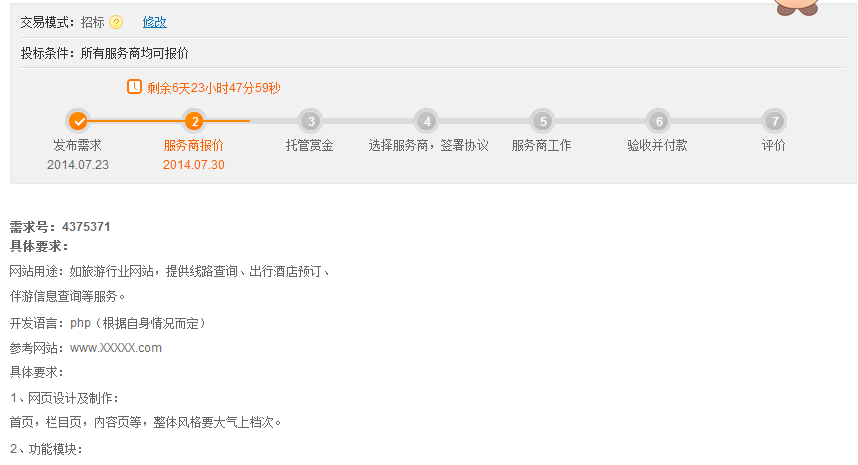 交易模式：招标 ? 修改
投标条件：所有服务商均可报价
剩余6天23小时47分59秒
2 3 4 5 6 7
发布需求 服务商报价 托管赏金 选择服务商，签署协议 服务商工作 验收并付款 评价
2014.07.23 2014.07.30
需求号：4375371
具体要求：
网站用途：如旅游行业网站，提供线路查询、出行酒店预订、
伴游信息查询等服务。
开发语言：php（根据自身情况而定）
参考网站：www.XXXXX.com
具体要求：
1、网页设计及制作：
首页，栏目页，内容页等，整体风格要大气上档次。
2、功能模块：